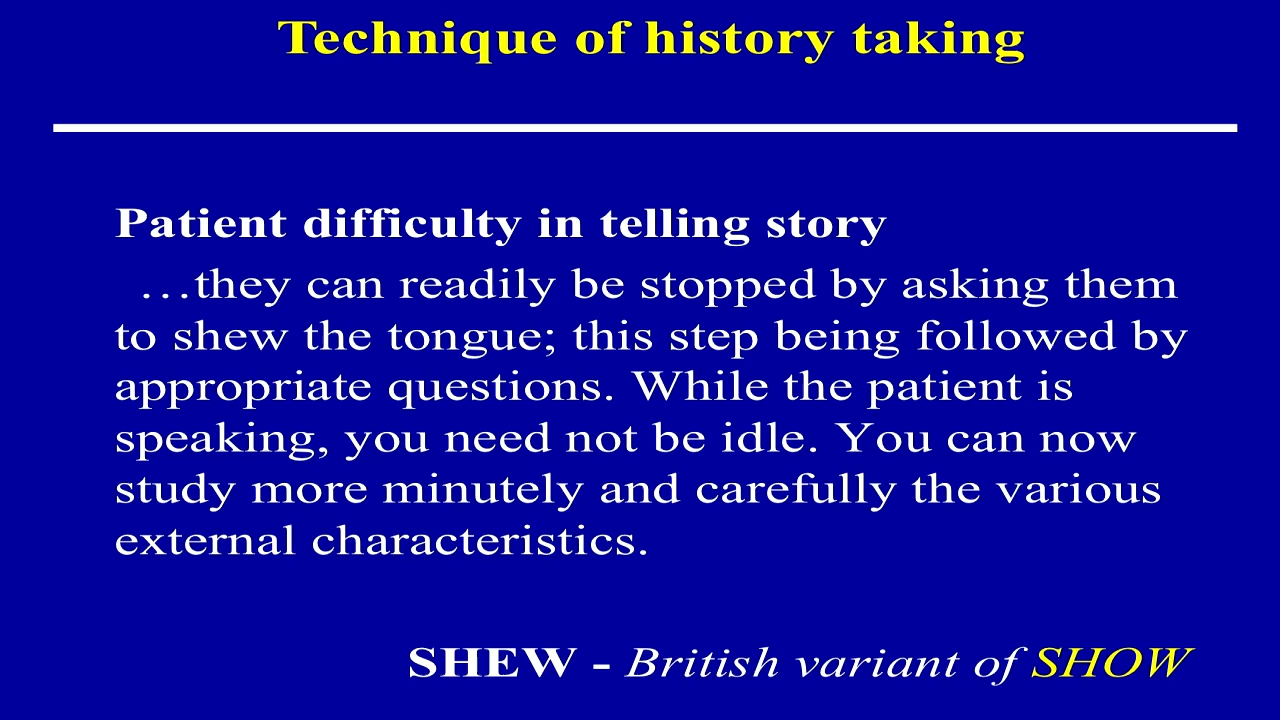 Technique of history taking
Patient difficulty in telling story
…they can readily be stopped by asking them
to shew the tongue; this step being followed by
appropriate questions. While the patient is
speaking, you need not be idle. You can now
study more minutely and carefully the various
external characteristics.
SHEW - British variant of SHOW